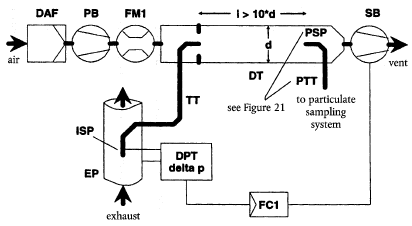 DAF PB FM1 l > 10*d SB
d
PSP
air
vent
DT
PTT
TT
see Figure 21
to particulate
sampling
system
ISP
DPT
delta p
EP
FC1
exhaust